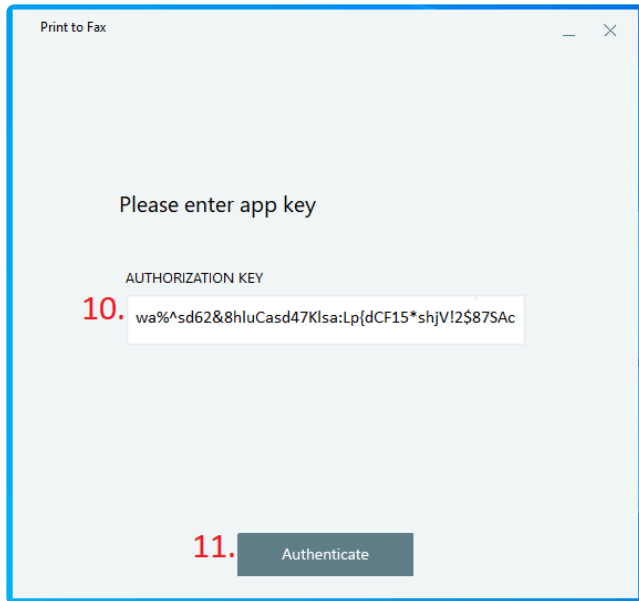 Print to Fax
Please enter app key
AUTHORIZATION KEY
10. wa%^sd62&8hluCasd47Klsa:Lp{dCF15*shjV!2$87SAc
11. Authenticate